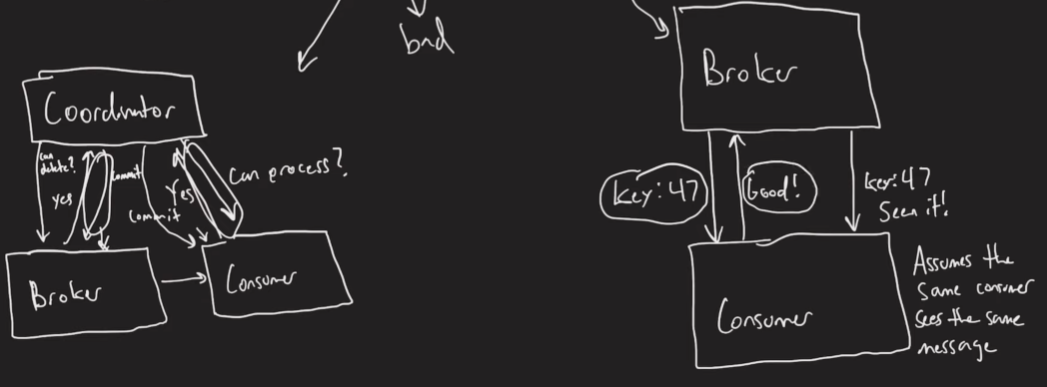 bad
Coordinator
can
delete?
yes
commit
commit
Yes
can process?
Broker
Consumer
Broker
Key:47
Good!
key:47
Seen it!
Consumer
Assumes the
same consumer
sees the same
message